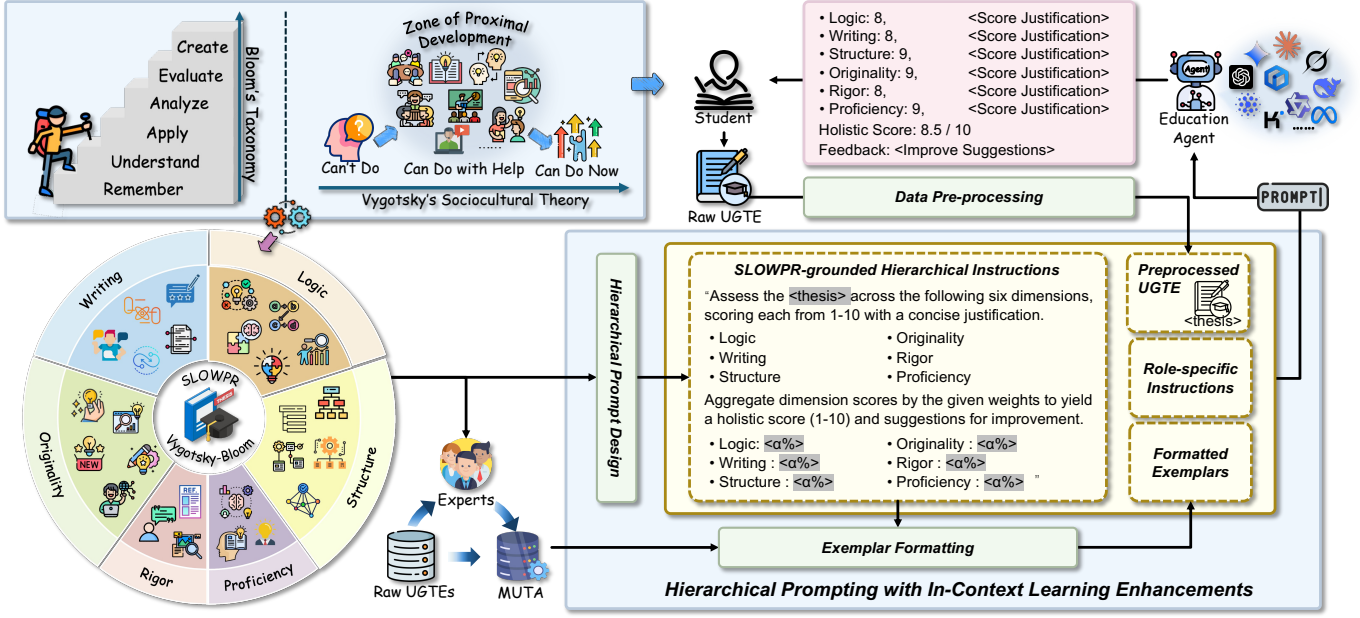 Create
Evaluate
Analyze
Apply
Understand
Remember
Bloom's Taxonomy
Zone of Proximal
Development
Can't Do
Can Do with Help
Can Do Now
Vygotsky's Sociocultural Theory
Student
Raw UGTE
• Logic: 8, <Score Justification>
• Writing: 8, <Score Justification>
• Structure: 9, <Score Justification>
• Originality: 9, <Score Justification>
• Rigor: 8, <Score Justification>
• Proficiency: 9, <Score Justification>
Holistic Score: 8.5 / 10
Feedback: <Improve Suggestions>
Agent
Education
Agent
......
Data Pre-processing
PROMPT
Writing
Logic
Structure
Proficiency
Rigor
Originality
SLOWPR
THESIS
Vygotsky-Bloom
NEW
REF.
Experts
Raw UGTEs
MUTA
Hierarchical Prompt Design
SLOWPR-grounded Hierarchical Instructions
"Assess the <thesis> across the following six dimensions,
scoring each from 1-10 with a concise justification.
• Logic • Originality
• Writing • Rigor
• Structure • Proficiency
Aggregate dimension scores by the given weights to yield
a holistic score (1-10) and suggestions for improvement.
• Logic: <α%> • Originality : <α%>
• Writing : <α%> • Rigor : <α%>
• Structure : <α%> • Proficiency : <α%> "
Preprocessed
UGTE
<thesis>
Role-specific
Instructions
Formatted
Exemplars
Exemplar Formatting
Hierarchical Prompting with In-Context Learning Enhancements